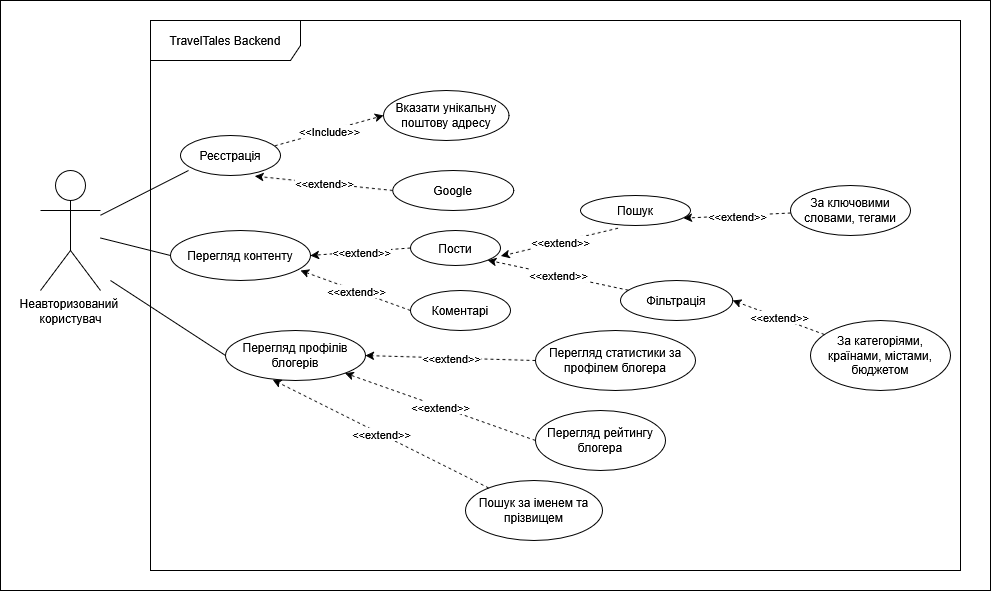 TravelTales Backend
Вказати унікальну
поштову адресу
<<Include>>
Реєстрація
<<extend>>
Google
Пошук
<<extend>>
За ключовими
словами, тегами
Неавторизований
користувач
Перегляд контенту
<<extend>>
Пости
<<extend>>
<<extend>>
Фільтрація
<<extend>>
Коментарі
<<extend>>
За категоріями,
країнами, містами,
бюджетом
Перегляд профілів
блогерів
<<extend>>
Перегляд статистики за
профілем блогера
<<extend>>
Перегляд рейтингу
блогера
<<extend>>
Пошук за іменем та
прізвищем